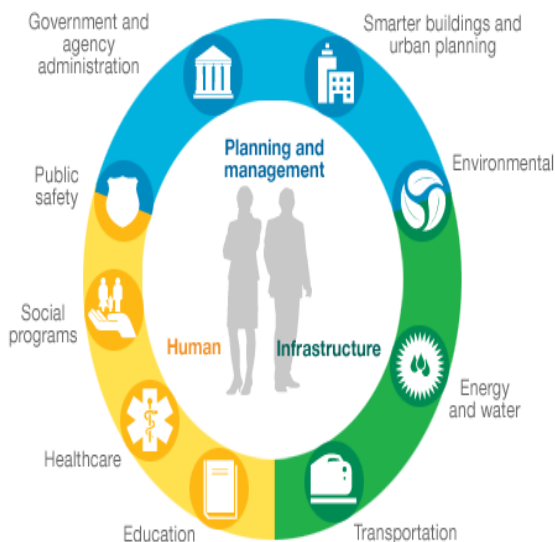 Government and
agency
administration
Smarter buildings and
urban planning
Planning and
management
Environmental
Public
safety
Social
programs
Human
Infrastructure
Energy
and water
Healthcare
Education
Transportation